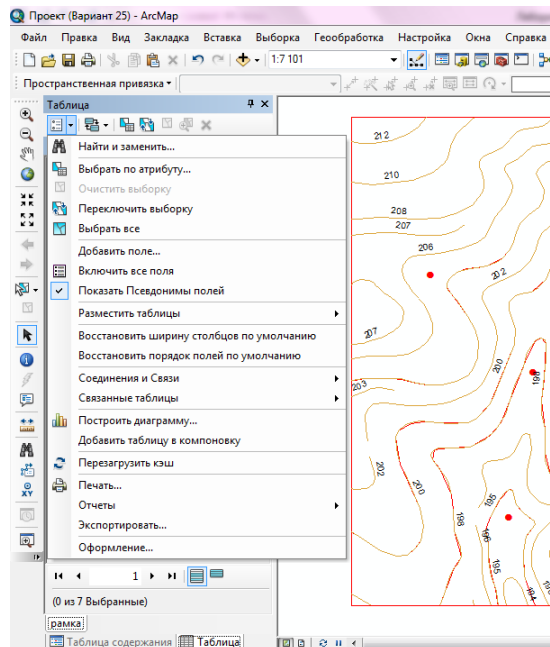 Проект (Вариант 25) - ArcMap
Файл Правка Вид Закладка Вставка Выборка Геообработка Настройка Окна Справка
1:7 101
Пространственная привязка
Таблица
Найти и заменить...
Выбрать по атрибуту...
Очистить выборку
Переключить выборку
Выбрать все
Добавить поле...
Включить все поля
Показать Псевдонимы полей
Разместить таблицы
Восстановить ширину столбцов по умолчанию
Восстановить порядок полей по умолчанию
Соединения и Связи
Связанные таблицы
Построить диаграмму...
Добавить таблицу в компоновку
Перезагрузить кэш
Печать...
Отчеты
Экспортировать...
Оформление...
1
(0 из 7 Выбранные)
рамка
Таблица содержания Таблица
XY
212
210
208
207
206
202
207
200
198
203
202
200
198
195
196
195
194